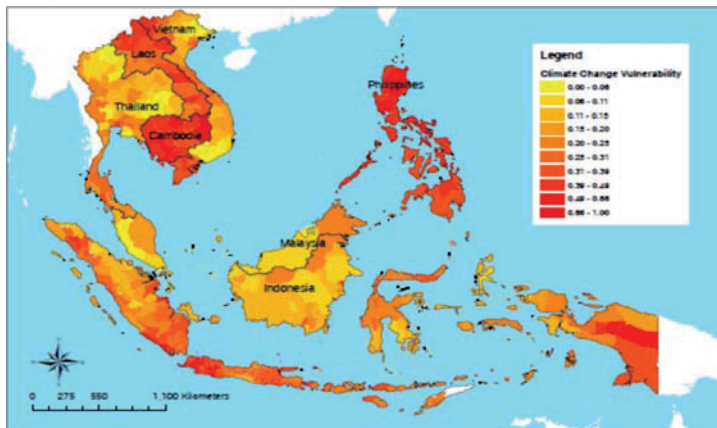 Vietnam
Laos
Thailand
Cambodia
Philippines
Malaysia
Indonesia
Legend
Climate Change Vulnerability
0.00 - 0.06
0.06 - 0.11
0.11 - 0.15
0.15 - 0.20
0.20 - 0.25
0.25 - 0.31
0.31 - 0.39
0.39 - 0.49
0.49 - 0.66
0.66 - 1.00
0 275 550 1,100 Kilometers